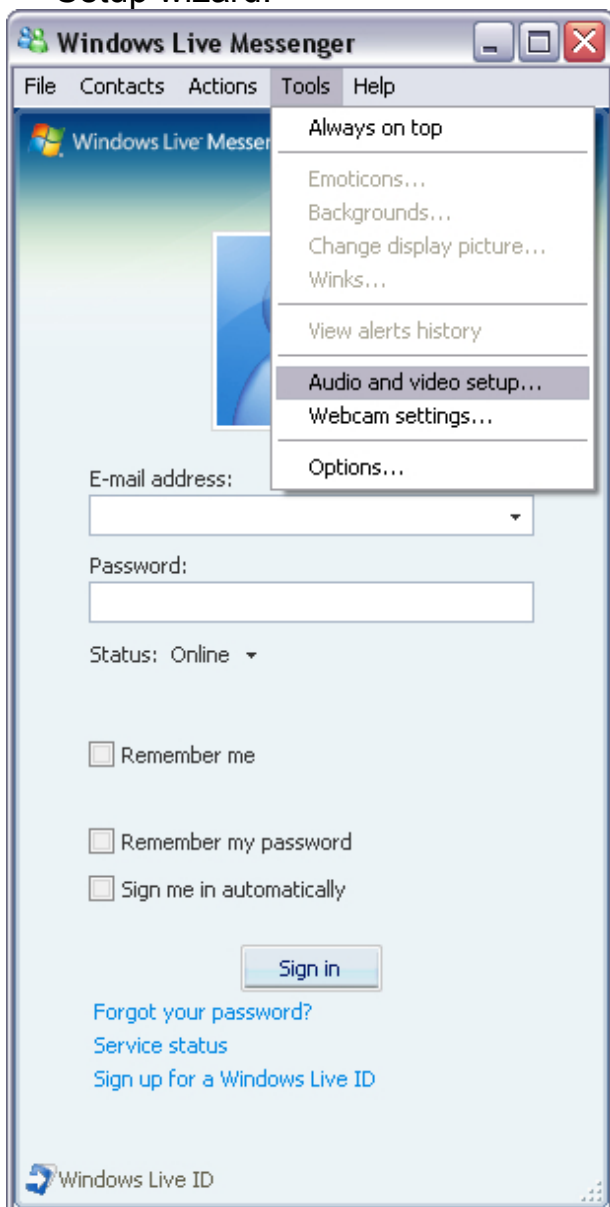 Setup wizard.
Windows Live Messenger
File Contacts Actions Tools Help
Windows Live Messen
Always on top
Emoticons...
Backgrounds...
Change display picture...
Winks...
View alerts history
Audio and video setup...
Webcam settings...
Options...
E-mail address:
Password:
Status: Online
Remember me
Remember my password
Sign me in automatically
Sign in
Forgot your password?
Service status
Sign up for a Windows Live ID
Windows Live ID